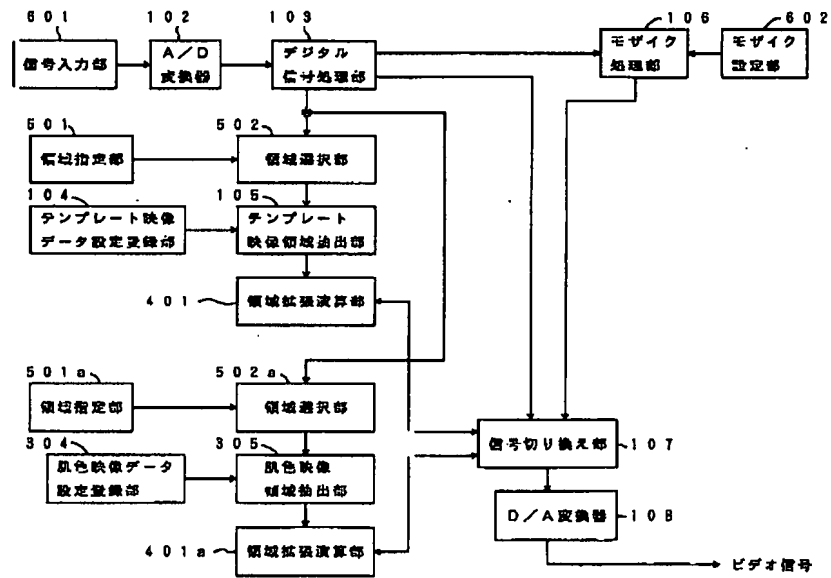 601
102
103
106
602
信号入力部
A/D
変換器
デジタル
信号処理部
モザイク
処理部
モザイク
設定部
501
502
領域指定部
領域選択部
104
105
テンプレート映像
データ設定登録部
テンプレート
映像領域抽出部
401
領域拡張演算部
501a
502a
領域指定部
領域選択部
304
305
肌色映像データ
設定登録部
肌色映像
領域抽出部
信号切り換え部
107
D/A変換器
108
401a
領域拡張演算部
ビデオ信号